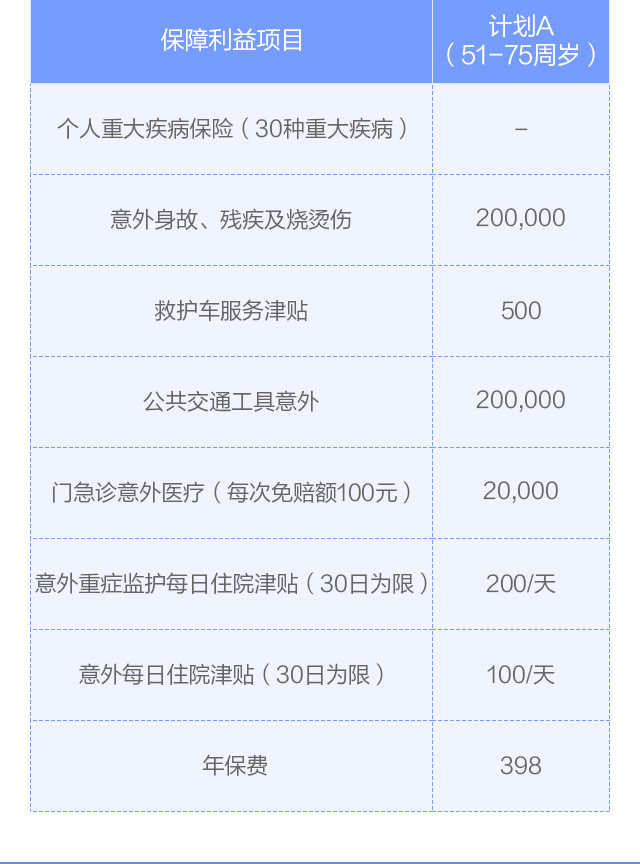 保障利益项目
计划A
（51-75周岁）
个人重大疾病保险（30种重大疾病）
-
意外身故、残疾及烧烫伤
200,000
救护车服务津贴
500
公共交通工具意外
200,000
门急诊意外医疗（每次免赔额100元）
20,000
意外重症监护每日住院津贴（30日为限）
200/天
意外每日住院津贴（30日为限）
100/天
年保费
398